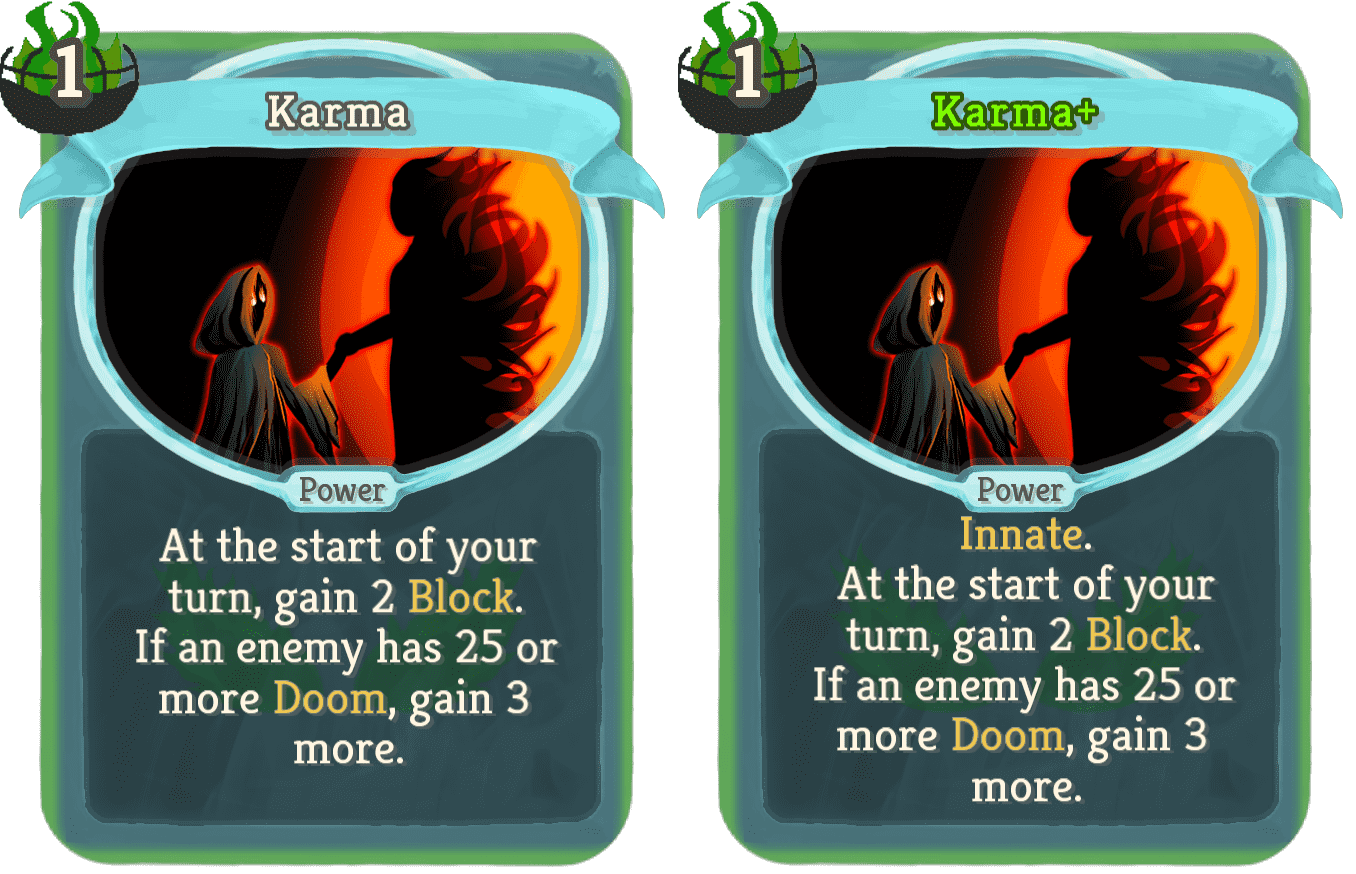 1
Karma
Power
At the start of your
turn, gain 2 Block.
If an enemy has 25 or
more Doom, gain 3
more.
1
Karma+
Power
Innate.
At the start of your
turn, gain 2 Block.
If an enemy has 25 or
more Doom, gain 3
more.